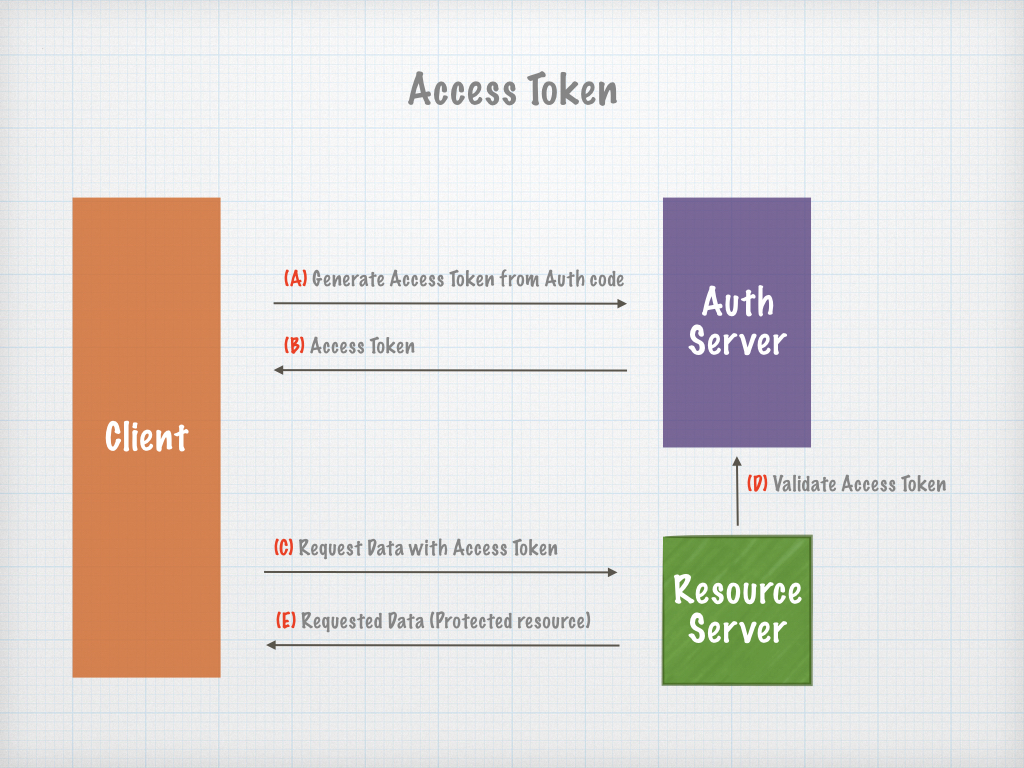 Access Token
(A) Generate Access Token from Auth code
(B) Access Token
Auth
Server
Client
(D) Validate Access Token
(C) Request Data with Access Token
(E) Requested Data (Protected resource)
Resource
Server